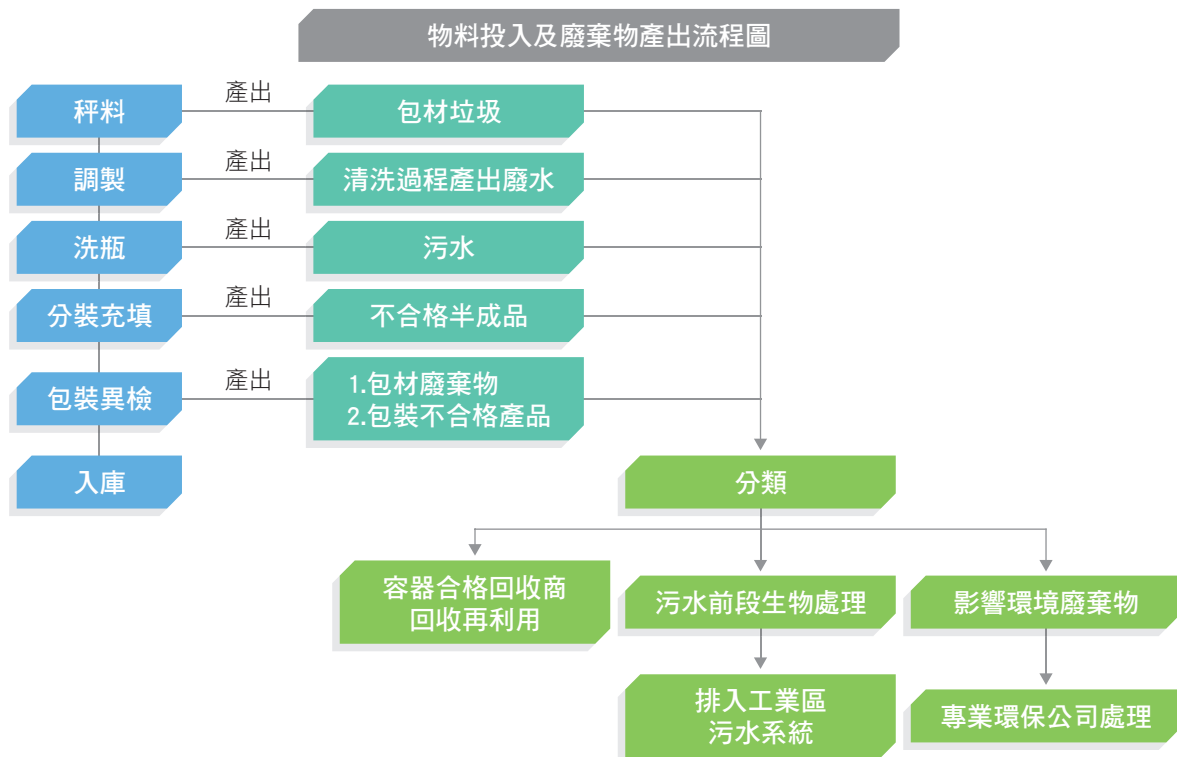 物料投入及廢棄物產出流程圖
秤料
產出
包材垃圾
調製
產出
清洗過程產出廢水
洗瓶
產出
污水
分裝充填
產出
不合格半成品
包裝異檢
產出
1.包材廢棄物
2.包裝不合格產品
入庫
分類
容器合格回收商
回收再利用
污水前段生物處理
影響環境廢棄物
排入工業區
污水系統
專業環保公司處理